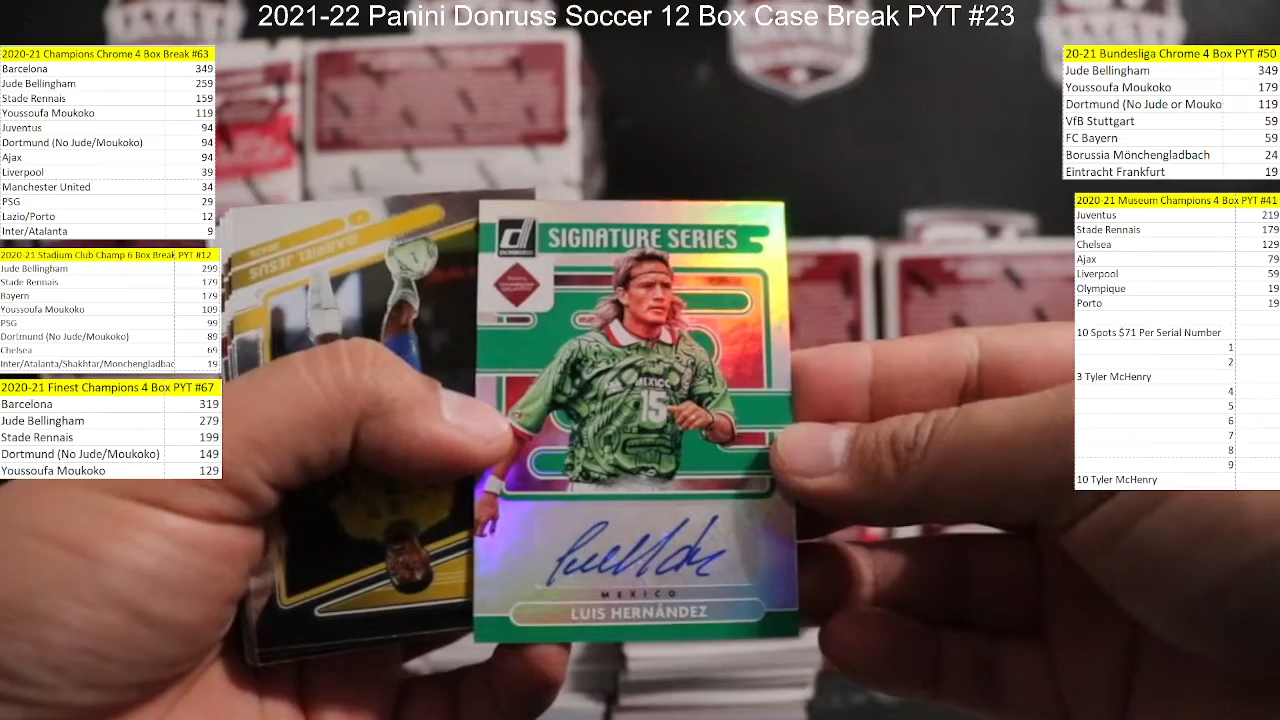 2021-22 Panini Donruss Soccer 12 Box Case Break PYT #23
2020-21 Champions Chrome 4 Box Break #63
Barcelona 349
Jude Bellingham 259
Stade Rennais 159
Youssoufa Moukoko 119
Juventus 94
Dortmund (No Jude/Moukoko) 94
Ajax 94
Liverpool 39
Manchester United 34
PSG 29
Lazio/Porto 12
Inter/Atalanta 9
2020-21 Stadium Club Champ 6 Box Break PYT #12
Jude Bellingham 299
Stade Rennais 179
Bayern 179
Youssoufa Moukoko 109
PSG 99
Dortmund (No Jude/Moukoko) 89
Chelsea 69
Inter/Atalanta/Shakhtar/Monchengladbac 19
2020-21 Finest Champions 4 Box PYT #67
Barcelona 319
Jude Bellingham 279
Stade Rennais 199
Dortmund (No Jude/Moukoko) 149
Youssoufa Moukoko 129
GABRIEL JESUS
d
DONRUSS
SIGNATURE SERIES
MEXICO
15
MEXICO
LUIS HERNÁNDEZ
20-21 Bundesliga Chrome 4 Box PYT #50
Jude Bellingham 349
Youssoufa Moukoko 179
Dortmund (No Jude or Mouko 119
VfB Stuttgart 59
FC Bayern 59
Borussia Mönchengladbach 24
Eintracht Frankfurt 19
2020-21 Museum Champions 4 Box PYT #41
Juventus 219
Stade Rennais 179
Chelsea 129
Ajax 79
Liverpool 59
Olympique 19
Porto 19
10 Spots $71 Per Serial Number
1
2
3 Tyler McHenry
4
5
6
7
8
9
10 Tyler McHenry